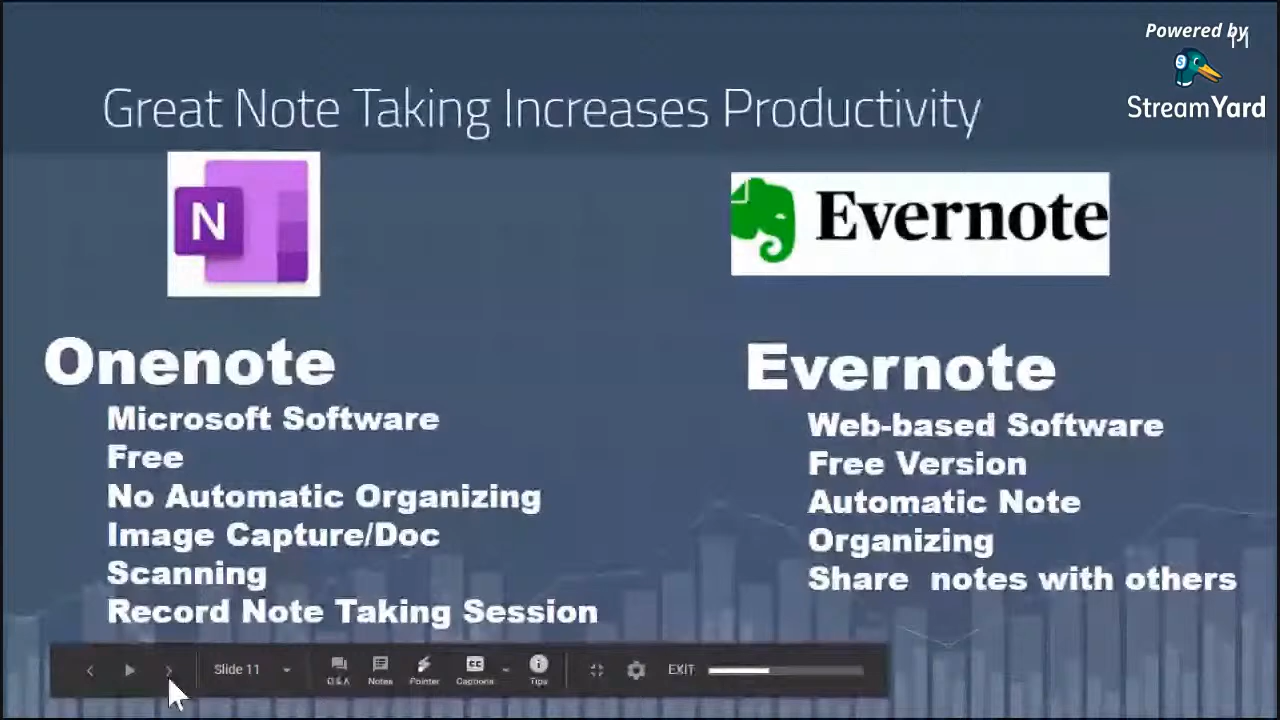 Powered by
11
StreamYard
Great Note Taking Increases Productivity
N
Evernote
Onenote
Microsoft Software
Free
No Automatic Organizing
Image Capture/Doc
Scanning
Record Note Taking Session
Evernote
Web-based Software
Free Version
Automatic Note
Organizing
Share notes with others
Slide 11
Q&A
Notes
Pointer
CC
Captions
Tips
EXIT